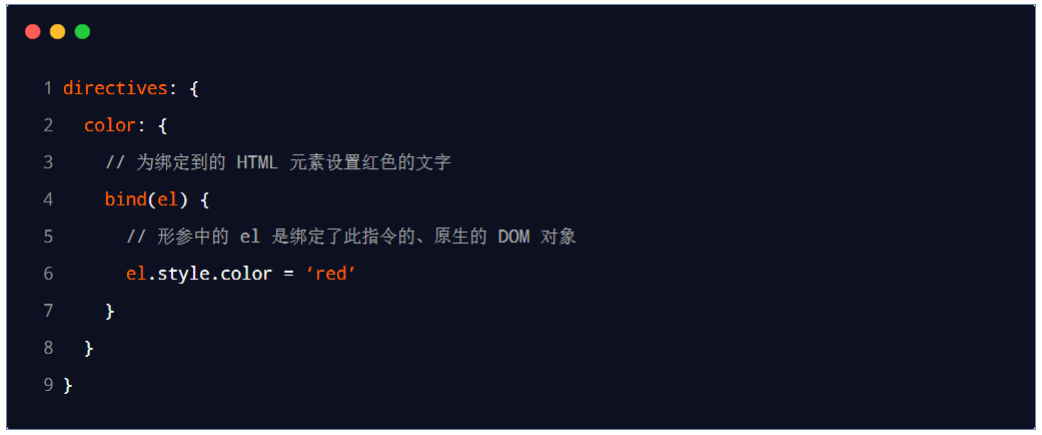 1 directives: {
2 color: {
3 // 为绑定到的 HTML 元素设置红色的文字
4 bind(el) {
5 // 形参中的 el 是绑定了此指令的、原生的 DOM 对象
6 el.style.color = ‘red’
7 }
8 }
9 }